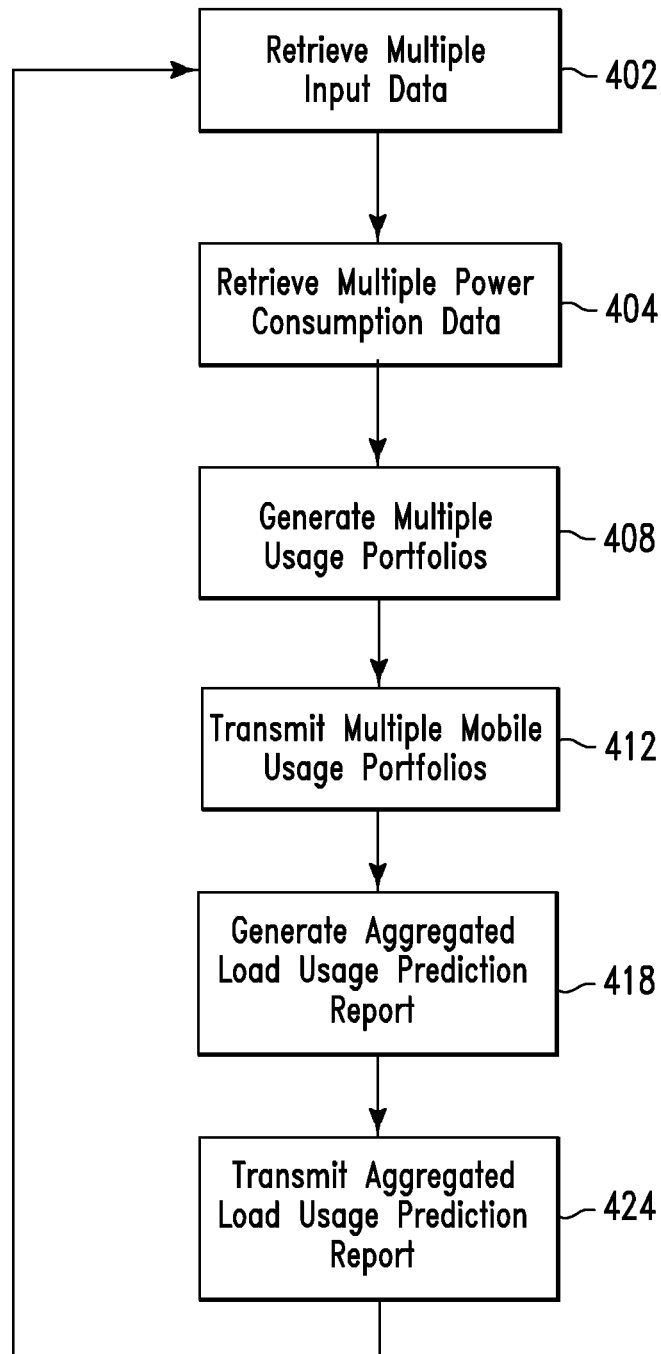 Retrieve Multiple
Input Data
402
Retrieve Multiple Power
Consumption Data
404
Generate Multiple
Usage Portfolios
408
Transmit Multiple Mobile
Usage Portfolios
412
Generate Aggregated
Load Usage Prediction
Report
418
Transmit Aggregated
Load Usage Prediction
Report
424